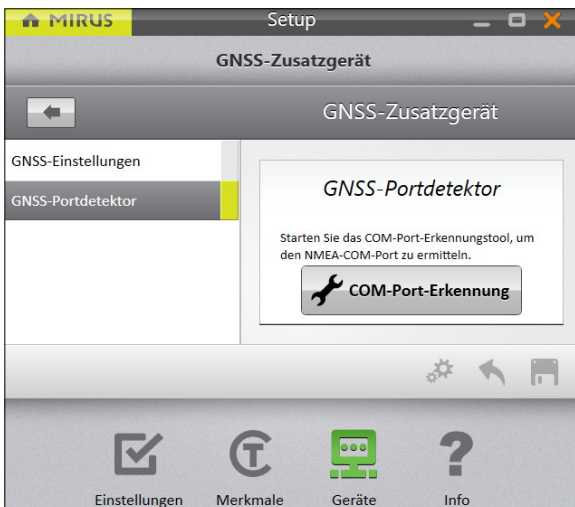 MIRUS
Setup
GNSS-Zusatzgerät
GNSS-Zusatzgerät
GNSS-Einstellungen
GNSS-Portdetektor
GNSS-Portdetektor
Starten Sie das COM-Port-Erkennungstool, um
den NMEA-COM-Port zu ermitteln.
COM-Port-Erkennung
Einstellungen
Merkmale
Geräte
Info